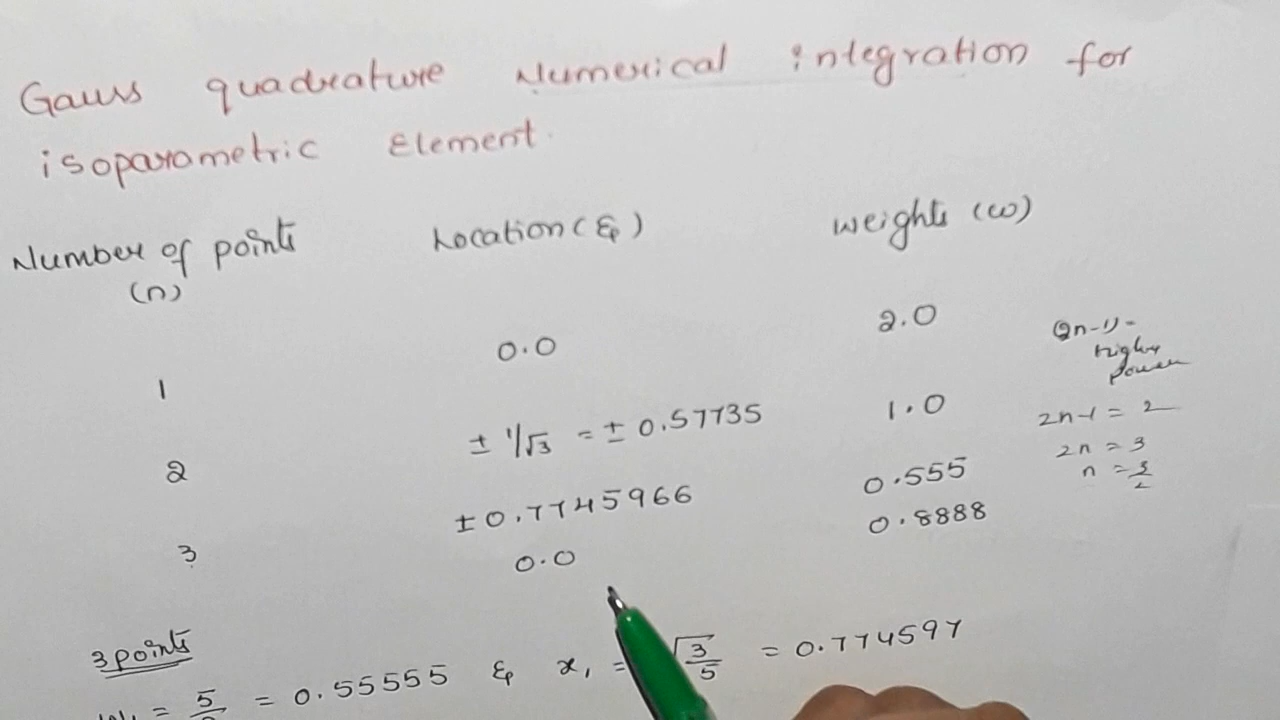 Gauss quadrature Numerical integration for
isoparametric Element.
Number of points Location (ξ) weights (w)
(n)
1 0.0 2.0
2 ± 1/√3 = ± 0.57735 1.0
3 ±0.7745966 0.555
0.0 0.8888
(2n-1) -
power
2n-1 = 2
2n = 3
n = 3/2
3 points
= 5 = 0.55555 & x₁ = √3/5 = 0.774597